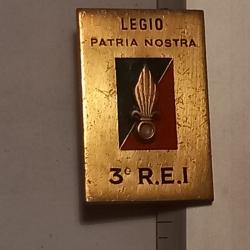 LEGIO
PATRIA NOSTRA
3e R.E.I